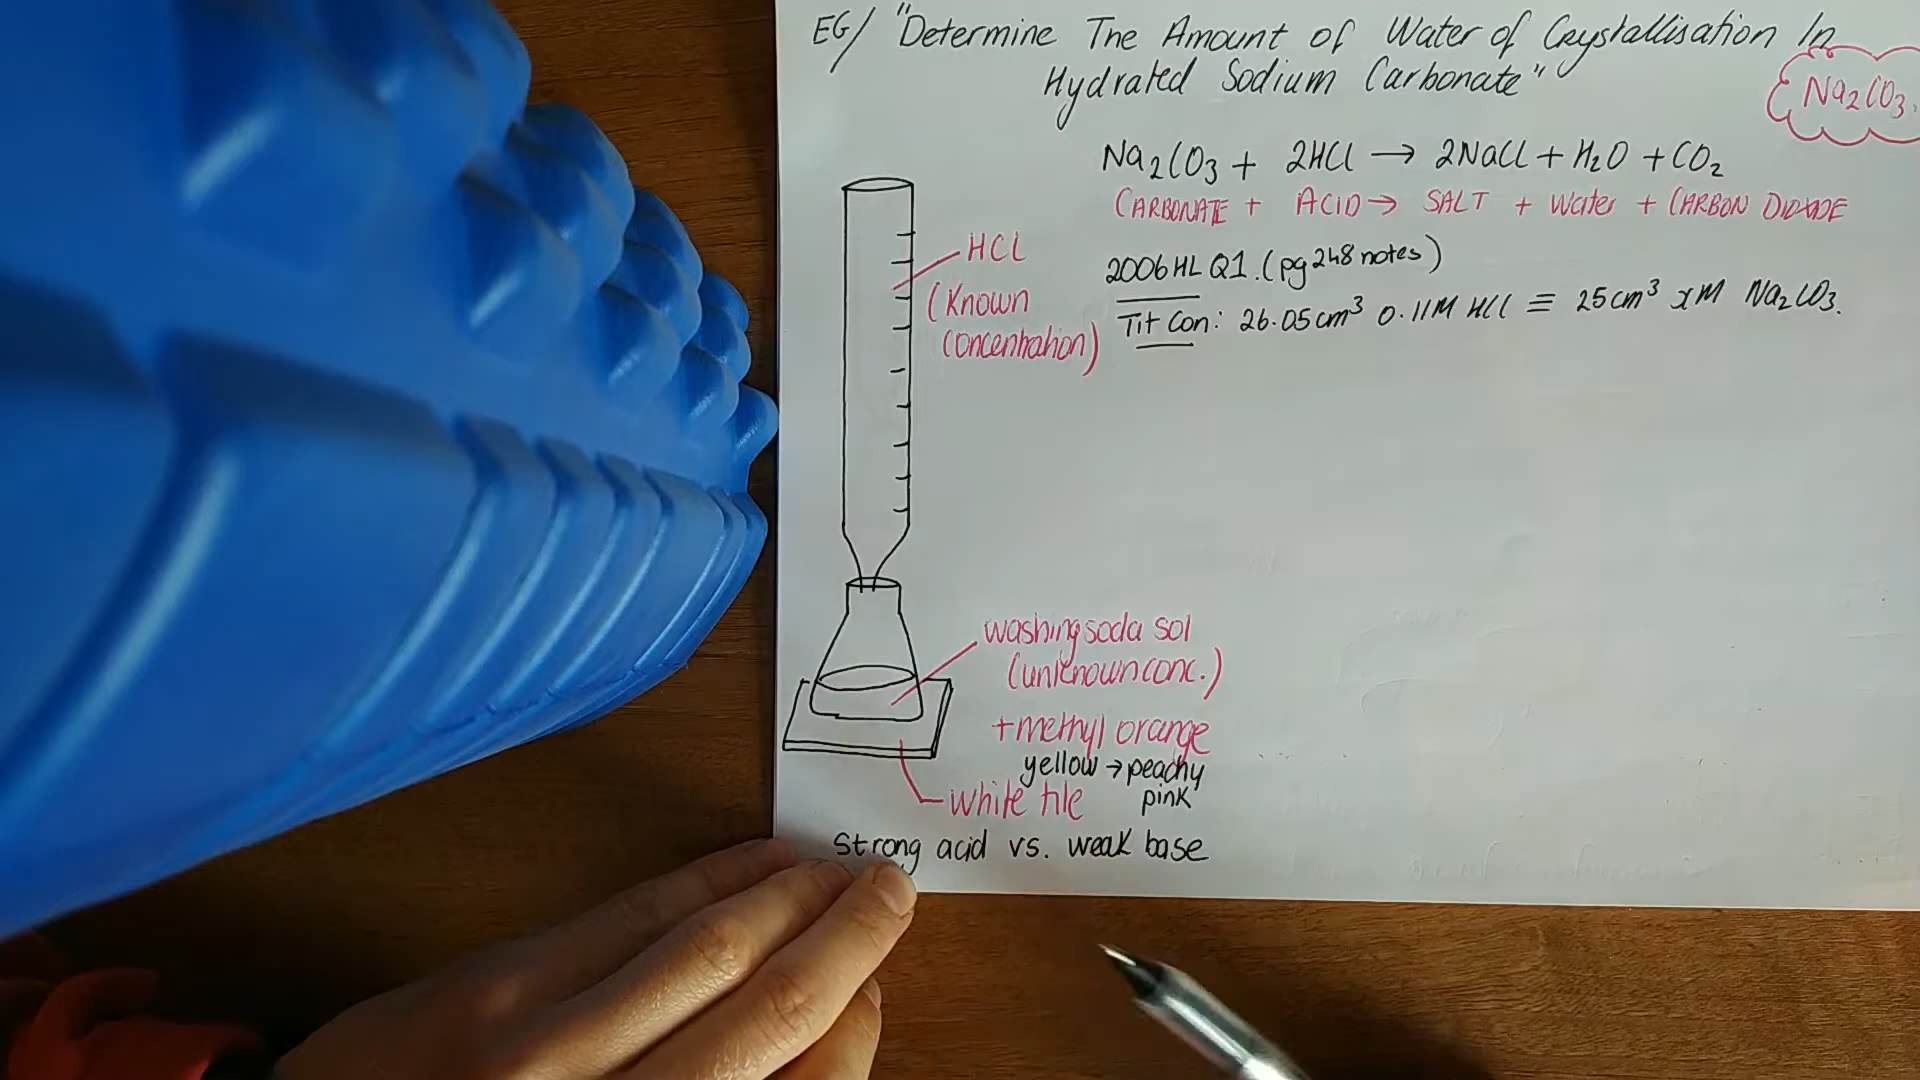 EG/ "Determine The Amount of Water of Crystallisation In
Hydrated Sodium Carbonate"
Na₂CO₃.
Na₂CO₃ + 2HCl → 2NaCl + H₂O + CO₂
CARBONATE + ACID → SALT + Water + CARBON DIOXIDE
2006 HL Q1. (pg 248 notes)
Tit Con: 26.05cm³ 0.11M HCl ≡ 25cm³ xM Na₂CO₃.
HCl
(Known
Concentration)
washing soda sol
(unknown conc.)
+ methyl orange
yellow → peachy
pink
white tile
Strong acid vs. weak base